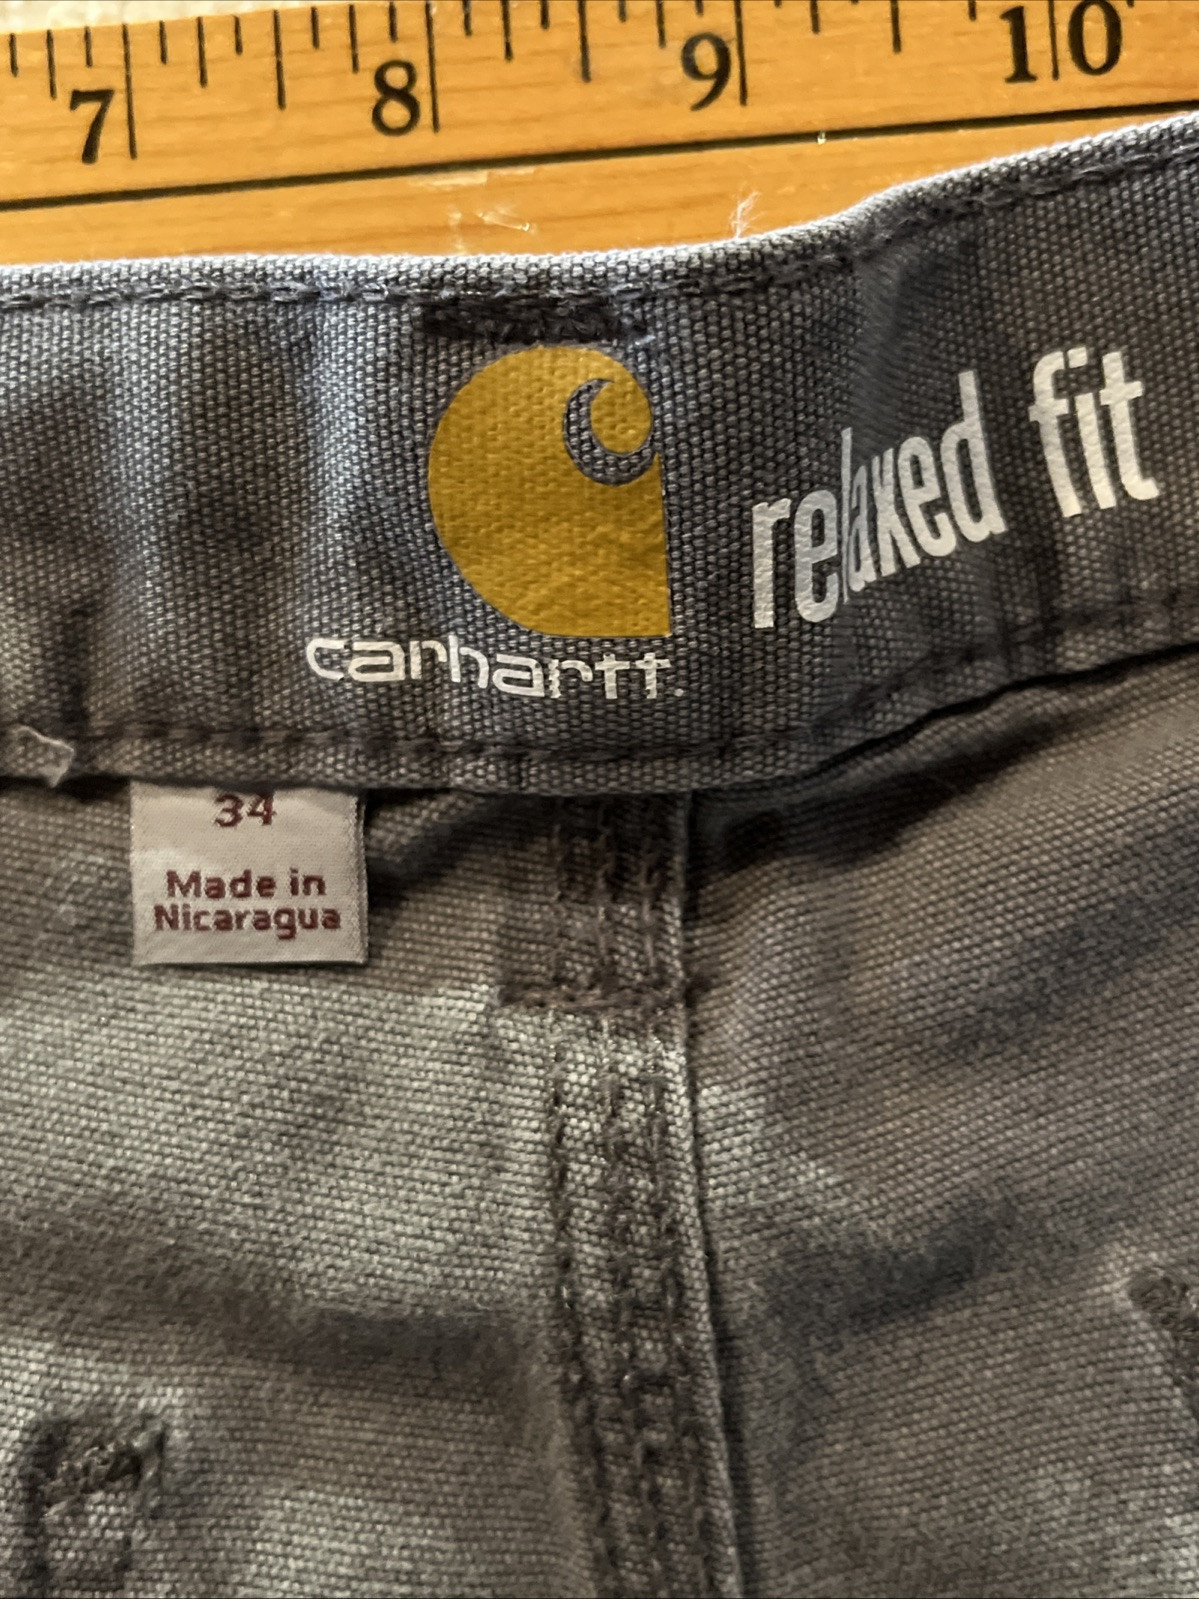 7 8 9 10
carhartt.
relaxed fit
34
Made in
Nicaragua